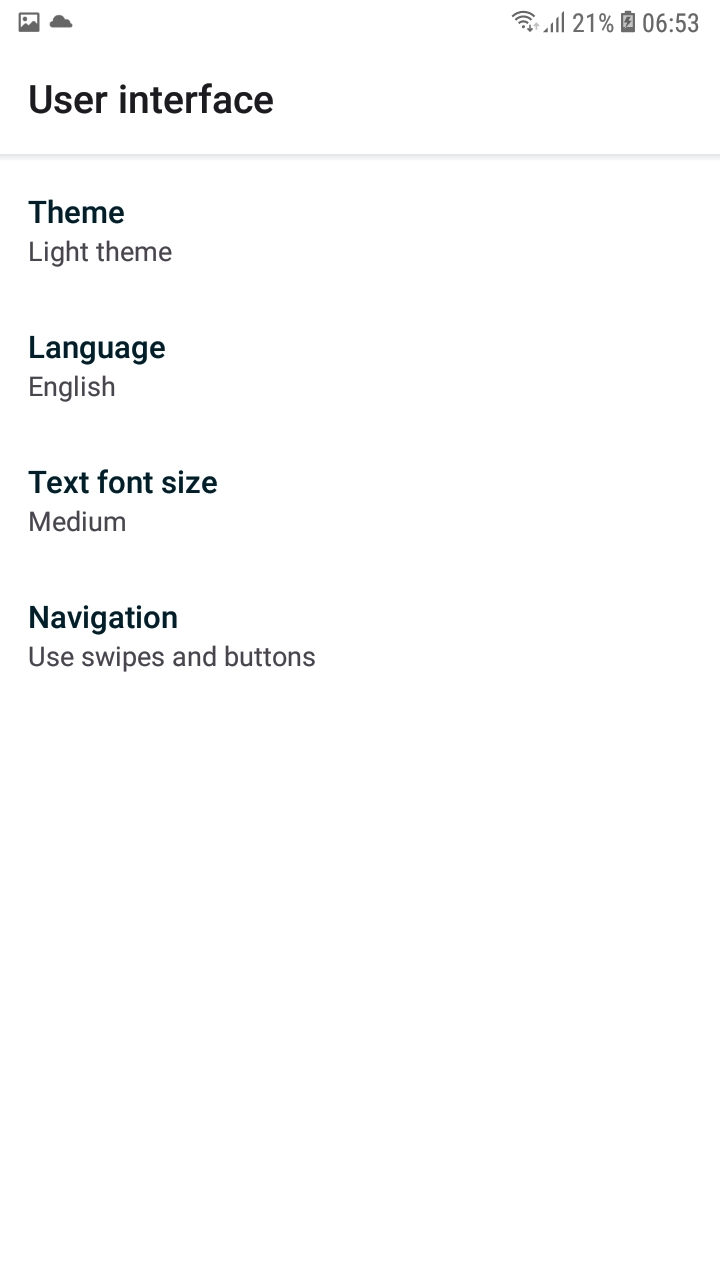 21% 06:53
User interface
Theme
Light theme
Language
English
Text font size
Medium
Navigation
Use swipes and buttons